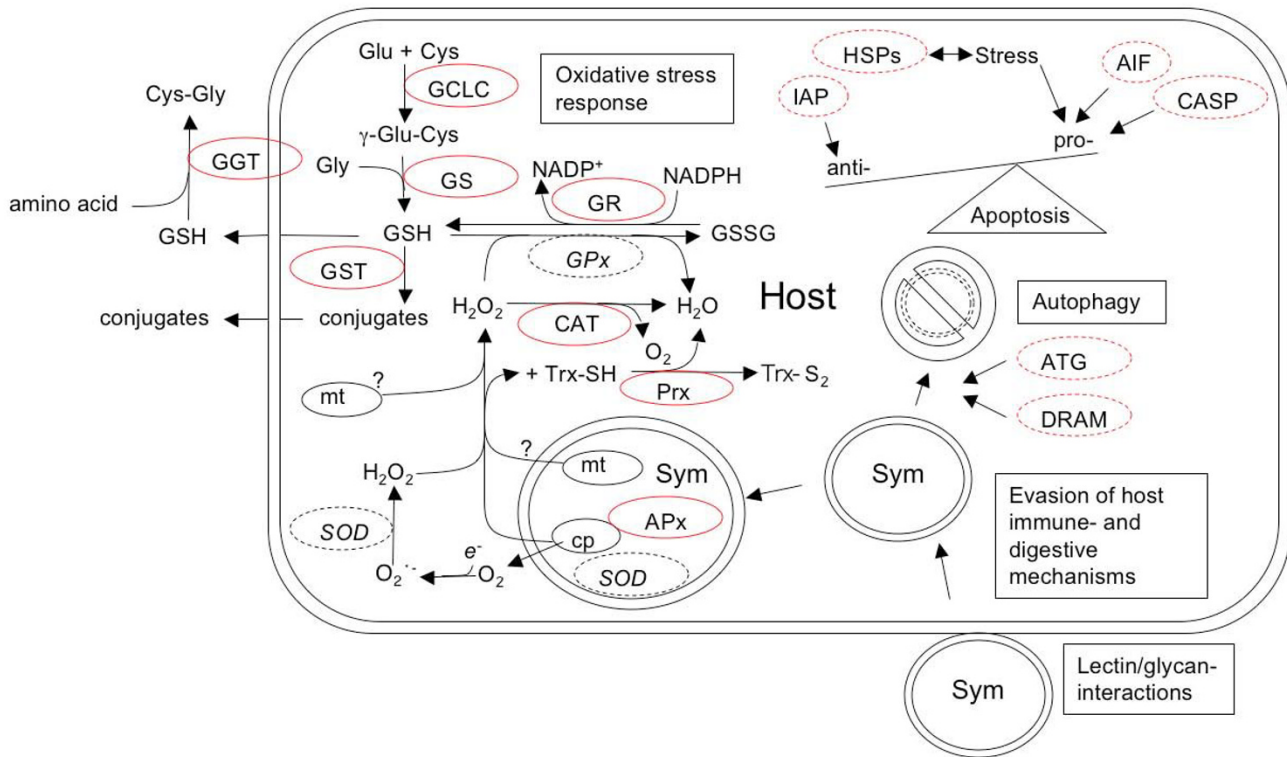 Glu + Cys
GCLC
Oxidative stress
response
HSPs
Stress
AIF
IAP
CASP
Cys-Gly
γ-Glu-Cys
pro-
anti-
GGT
Gly
GS
NADP⁺
NADPH
GR
Apoptosis
amino acid
GSH
GSH
GSSG
GPx
GST
H₂O₂
H₂O
Host
Autophagy
conjugates
conjugates
CAT
O₂
ATG
+ Trx-SH
Trx- S₂
Prx
mt
?
DRAM
?
mt
Sym
Sym
H₂O₂
APx
cp
Evasion of host
immune- and
digestive
mechanisms
SOD
e⁻
O₂˙˙
O₂
SOD
Sym
Lectin/glycan-
interactions